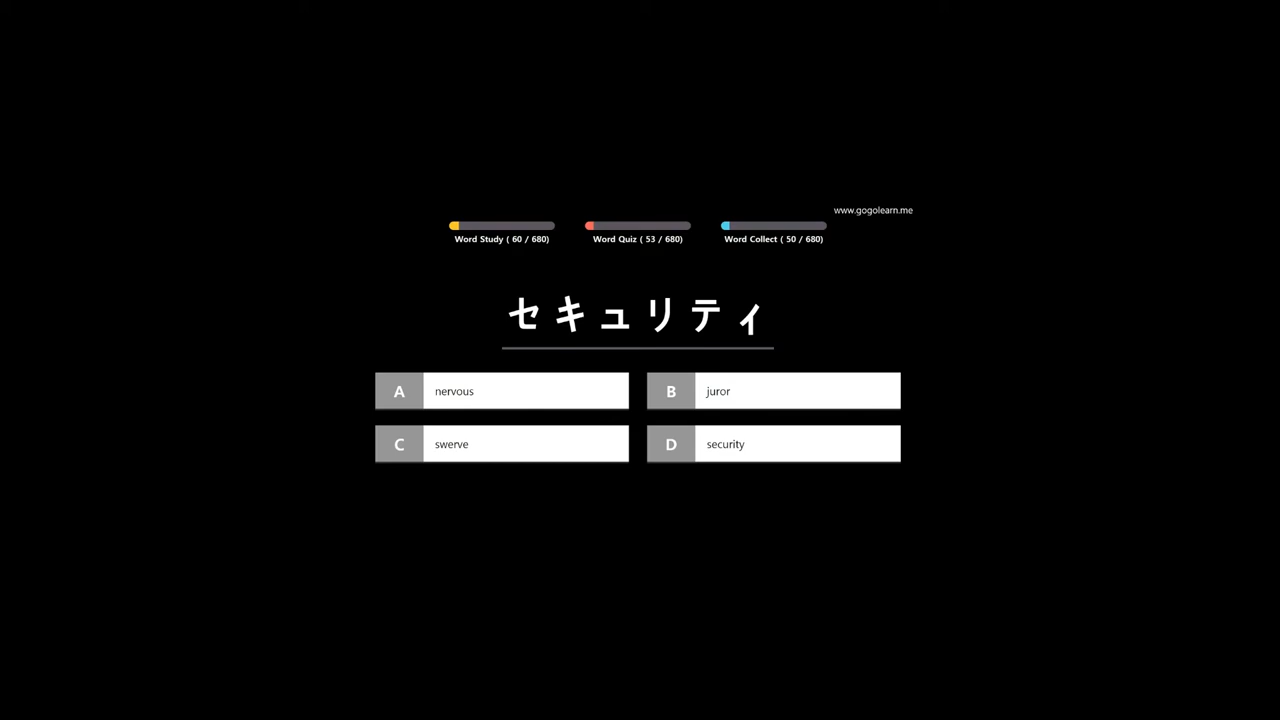 www.gogolearn.me
Word Study ( 60 / 680)
Word Quiz ( 53 / 680)
Word Collect ( 50 / 680)
セキュリティ
A nervous
B juror
C swerve
D security